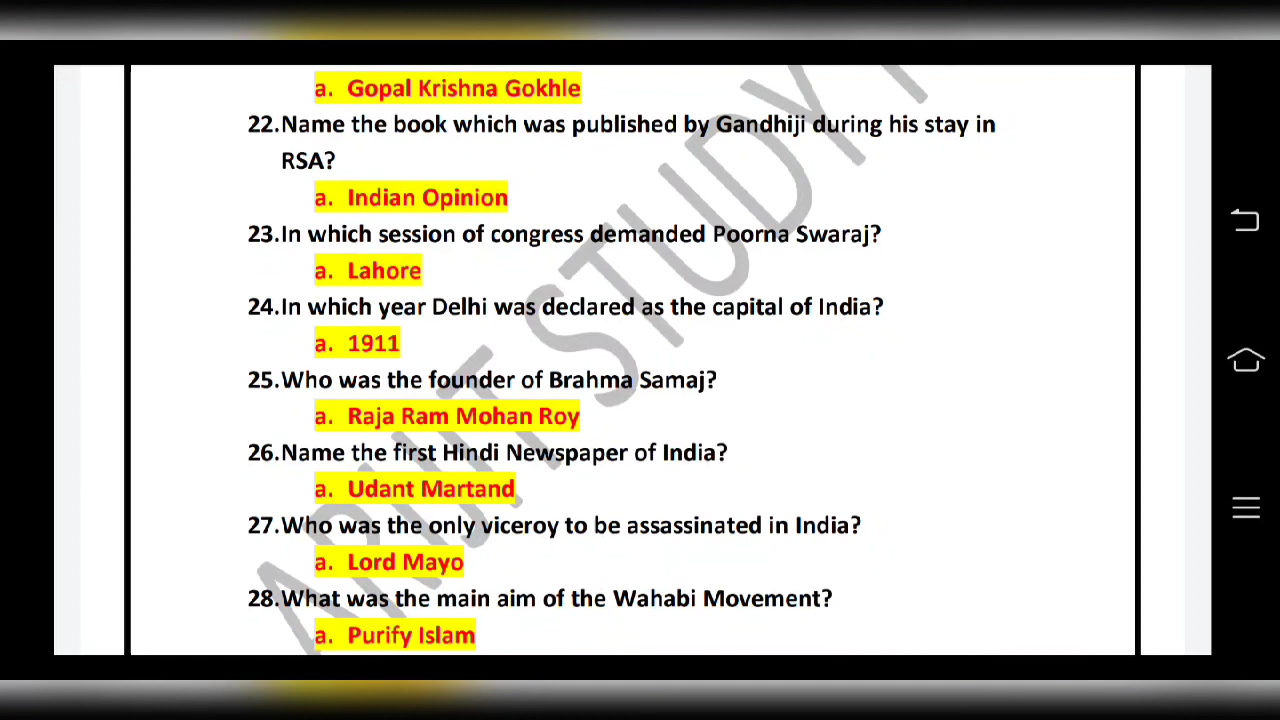 a. Gopal Krishna Gokhle
22.Name the book which was published by Gandhiji during his stay in
RSA?
a. Indian Opinion
23.In which session of congress demanded Poorna Swaraj?
a. Lahore
24.In which year Delhi was declared as the capital of India?
a. 1911
25.Who was the founder of Brahma Samaj?
a. Raja Ram Mohan Roy
26.Name the first Hindi Newspaper of India?
a. Udant Martand
27.Who was the only viceroy to be assassinated in India?
a. Lord Mayo
28.What was the main aim of the Wahabi Movement?
a. Purify Islam
STUDY